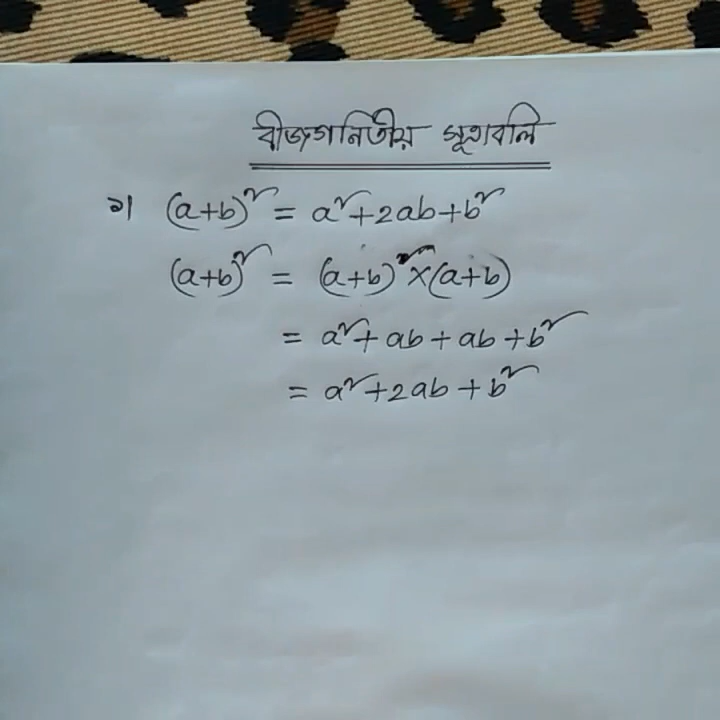 বীজগনিতীয় সূত্রাবলি
১। (a+b)² = a²+2ab+b²
(a+b)² = (a+b) ×(a+b)
= a²+ab+ab+b²
= a²+2ab+b²